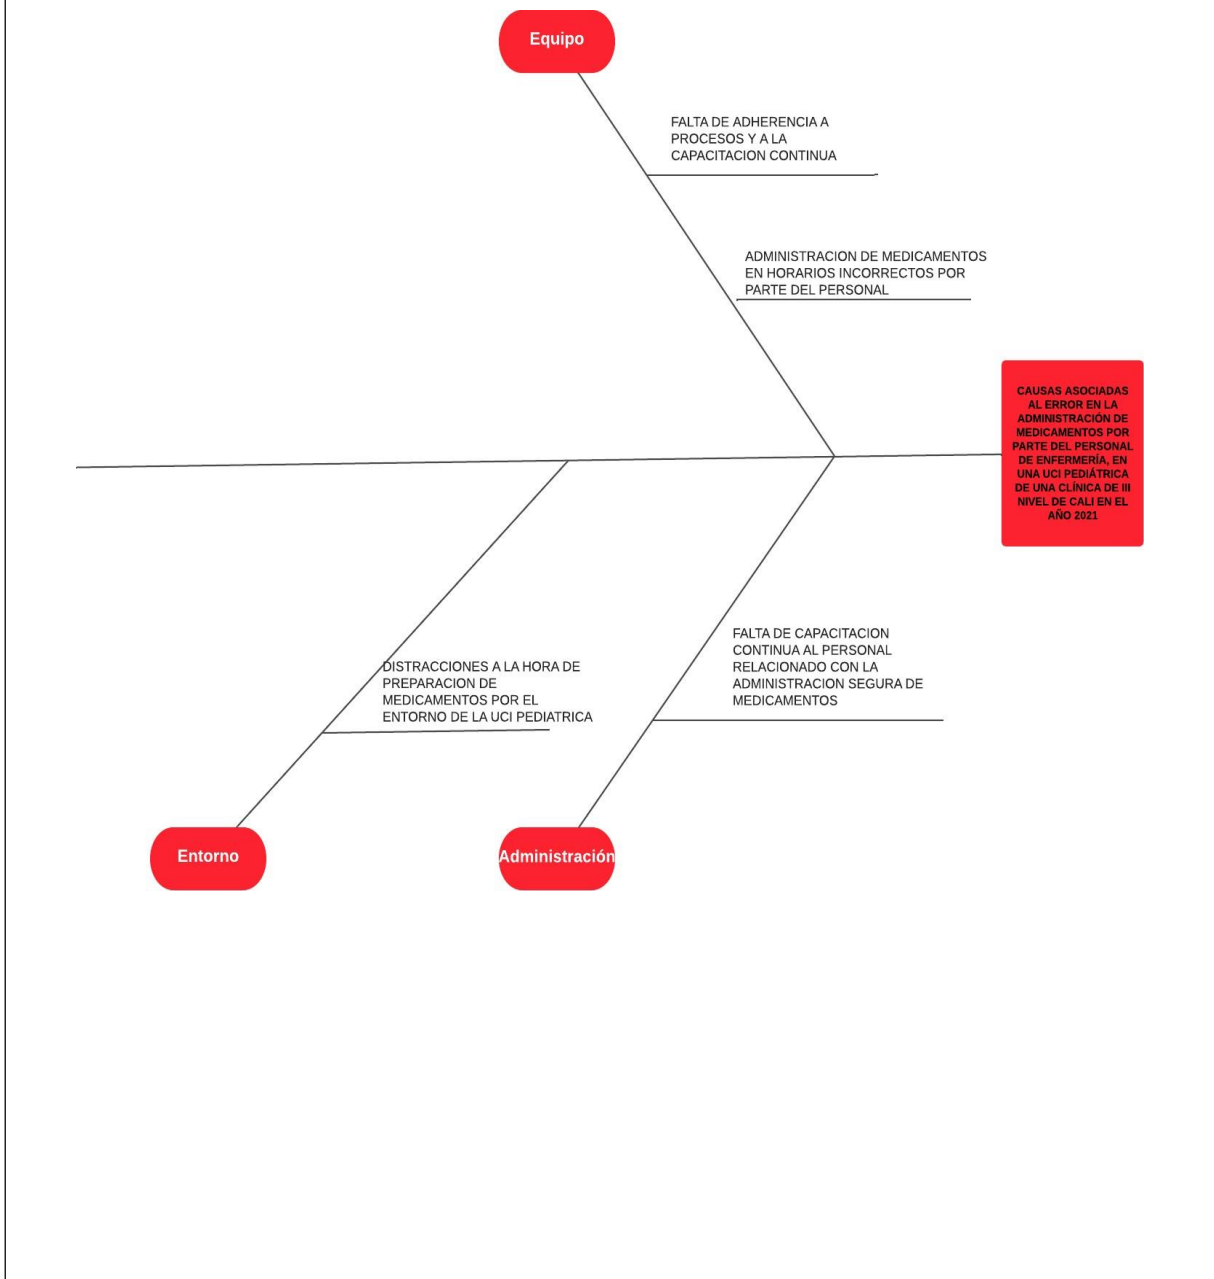 Equipo
FALTA DE ADHERENCIA A
PROCESOS Y A LA
CAPACITACION CONTINUA
ADMINISTRACION DE MEDICAMENTOS
EN HORARIOS INCORRECTOS POR
PARTE DEL PERSONAL
CAUSAS ASOCIADAS
AL ERROR EN LA
ADMINISTRACIÓN DE
MEDICAMENTOS POR
PARTE DEL PERSONAL
DE ENFERMERÍA, EN
UNA UCI PEDIÁTRICA
DE UNA CLÍNICA DE III
NIVEL DE CALI EN EL
AÑO 2021
DISTRACCIONES A LA HORA DE
PREPARACION DE
MEDICAMENTOS POR EL
ENTORNO DE LA UCI PEDIATRICA
FALTA DE CAPACITACION
CONTINUA AL PERSONAL
RELACIONADO CON LA
ADMINISTRACION SEGURA DE
MEDICAMENTOS
Entorno
Administración